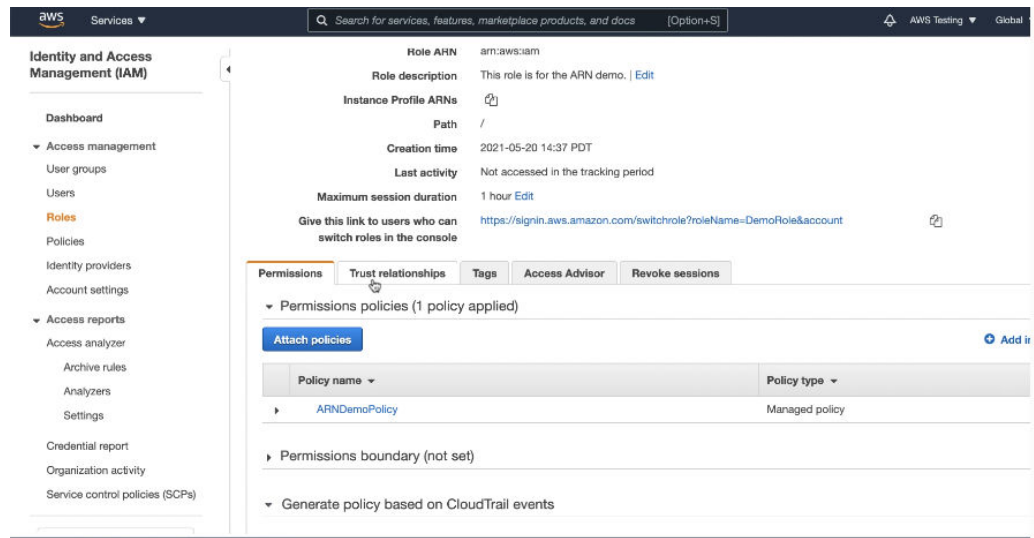 aws Services ▼ Search for services, features, marketplace products, and docs [Option+S] AWS Testing ▼ Global
Identity and Access
Management (IAM)
Dashboard
Access management
User groups
Users
Roles
Policies
Identity providers
Account settings
Access reports
Access analyzer
Archive rules
Analyzers
Settings
Credential report
Organization activity
Service control policies (SCPs)
Role ARN arn:aws:iam
Role description This role is for the ARN demo. | Edit
Instance Profile ARNs
Path /
Creation time 2021-05-20 14:37 PDT
Last activity Not accessed in the tracking period
Maximum session duration 1 hour Edit
Give this link to users who can https://signin.aws.amazon.com/switchrole?roleName=DemoRole&account
switch roles in the console
Permissions Trust relationships Tags Access Advisor Revoke sessions
Permissions policies (1 policy applied)
Attach policies Add
Policy name Policy type
ARNDemoPolicy Managed policy
Permissions boundary (not set)
Generate policy based on CloudTrail events